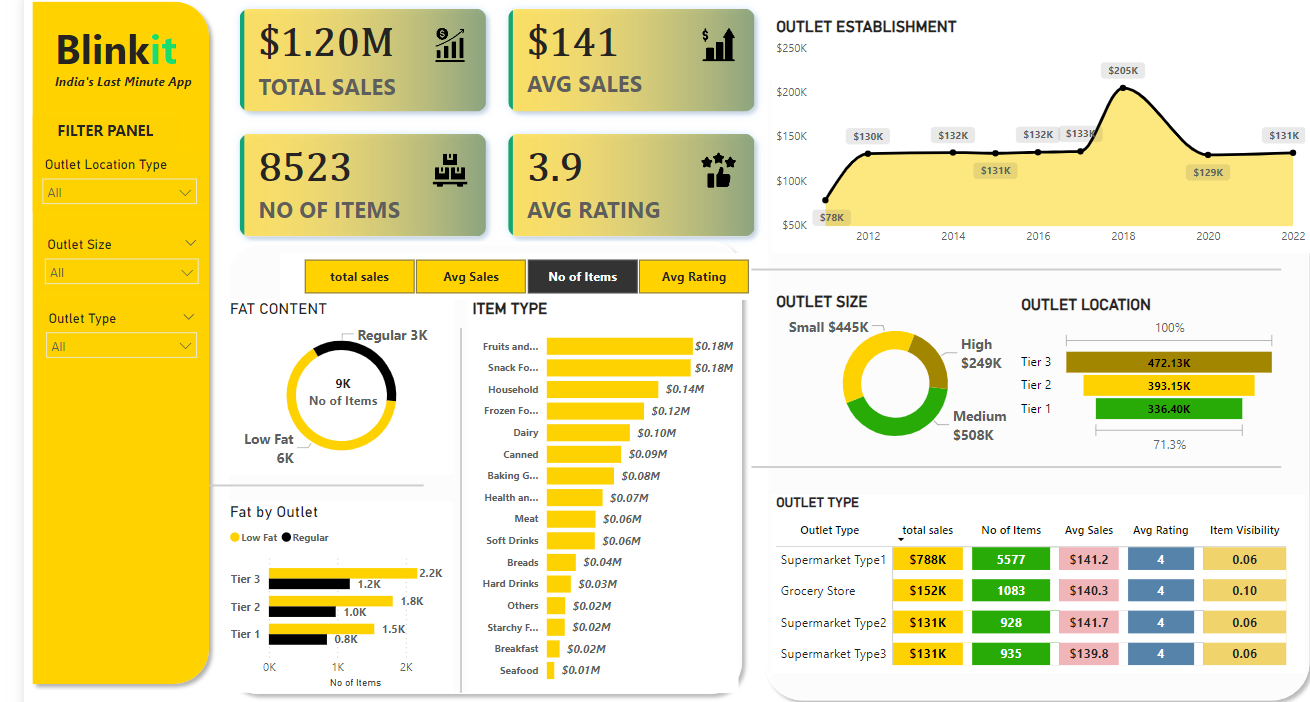 Blinkit
India's Last Minute App
FILTER PANEL
Outlet Location Type
All
Outlet Size
All
Outlet Type
All
$1.20M
TOTAL SALES
$141
AVG SALES
8523
NO OF ITEMS
3.9
AVG RATING
OUTLET ESTABLISHMENT
$250K
$200K
$150K
$100K
$50K
$78K
$130K
$132K
$131K
$132K
$133K
$205K
$129K
$131K
2012 2014 2016 2018 2020 2022
total sales Avg Sales No of Items Avg Rating
FAT CONTENT
Regular 3K
9K
No of Items
Low Fat
6K
Fat by Outlet
Low Fat Regular
Tier 3 2.2K
1.2K
Tier 2 1.8K
1.0K
Tier 1 1.5K
0.8K
0K 1K 2K
No of Items
ITEM TYPE
Fruits and... $0.18M
Snack Fo... $0.18M
Household $0.14M
Frozen Fo... $0.12M
Dairy $0.10M
Canned $0.09M
Baking G... $0.08M
Health an... $0.07M
Meat $0.06M
Soft Drinks $0.06M
Breads $0.04M
Hard Drinks $0.03M
Others $0.02M
Starchy F... $0.02M
Breakfast $0.02M
Seafood $0.01M
OUTLET SIZE
Small $445K
High
$249K
Medium
$508K
OUTLET LOCATION
100%
Tier 3 472.13K
Tier 2 393.15K
Tier 1 336.40K
71.3%
OUTLET TYPE
Outlet Type total sales No of Items Avg Sales Avg Rating Item Visibility
Supermarket Type1 $788K 5577 $141.2 4 0.06
Grocery Store $152K 1083 $140.3 4 0.10
Supermarket Type2 $131K 928 $141.7 4 0.06
Supermarket Type3 $131K 935 $139.8 4 0.06